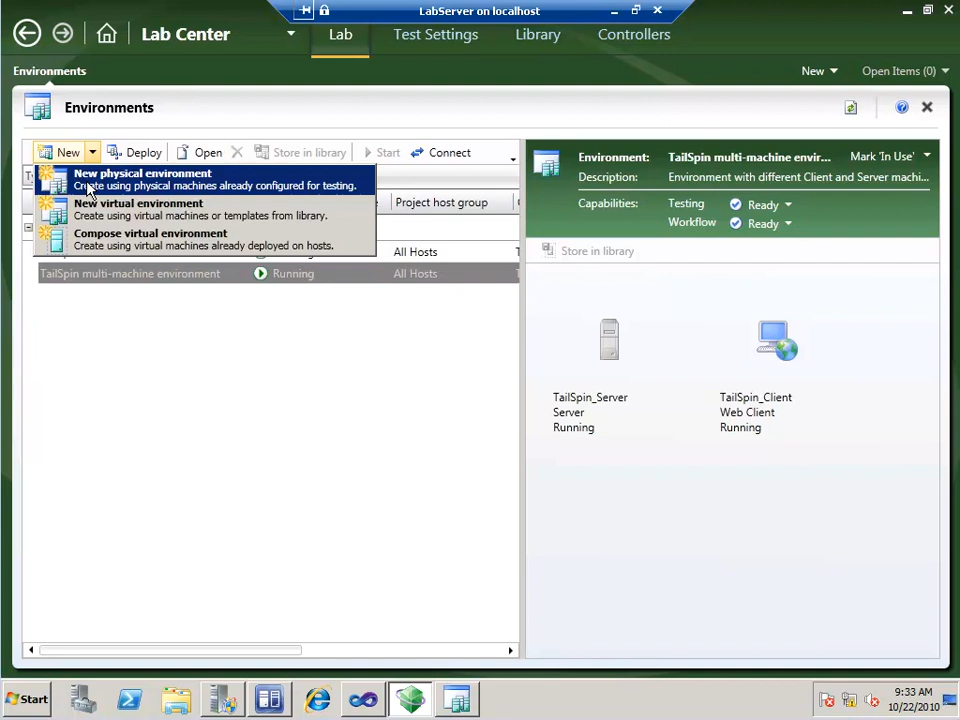 LabServer on localhost
Lab Center
Lab
Test Settings
Library
Controllers
Environments
New
Open Items (0)
Environments
New
Deploy
Open
Store in library
Start
Connect
New physical environment
Create using physical machines already configured for testing.
New virtual environment
Create using virtual machines or templates from library.
Compose virtual environment
Create using virtual machines already deployed on hosts.
Project host group
All Hosts
TailSpin multi-machine environment
Running
All Hosts
Environment:
TailSpin multi-machine envir...
Mark 'In Use'
Description:
Environment with different Client and Server machi...
Capabilities:
Testing
Ready
Workflow
Ready
Store in library
TailSpin_Server
Server
Running
TailSpin_Client
Web Client
Running
Start
9:33 AM
10/22/2010